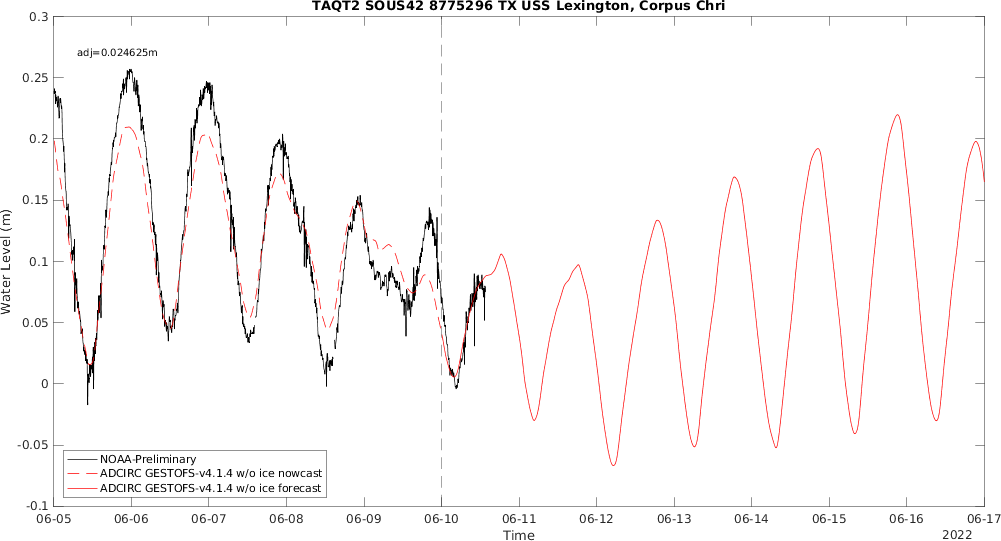 TAQT2 SOUS42 8775296 TX USS Lexington, Corpus Chri
0.3
0.25
0.2
0.15
0.1
0.05
0
-0.05
-0.1
Water Level (m)
adj=0.024625m
NOAA-Preliminary
ADCIRC GESTOFS-v4.1.4 w/o ice nowcast
ADCIRC GESTOFS-v4.1.4 w/o ice forecast
06-05 06-06 06-07 06-08 06-09 06-10 06-11 06-12 06-13 06-14 06-15 06-16 06-17
Time
2022